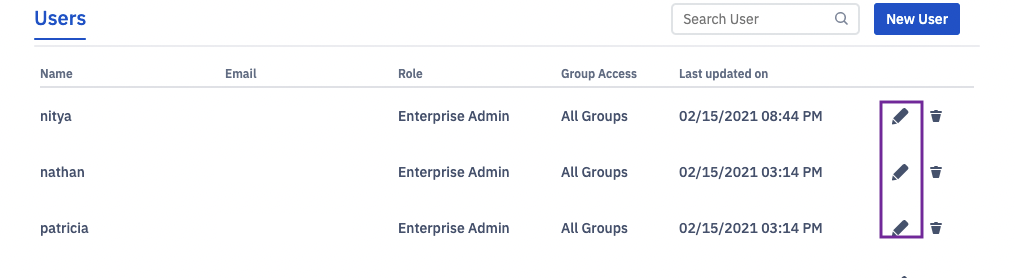 Users
Search User
New User
Name Email Role Group Access Last updated on
nitya Enterprise Admin All Groups 02/15/2021 08:44 PM
nathan Enterprise Admin All Groups 02/15/2021 03:14 PM
patricia Enterprise Admin All Groups 02/15/2021 03:14 PM